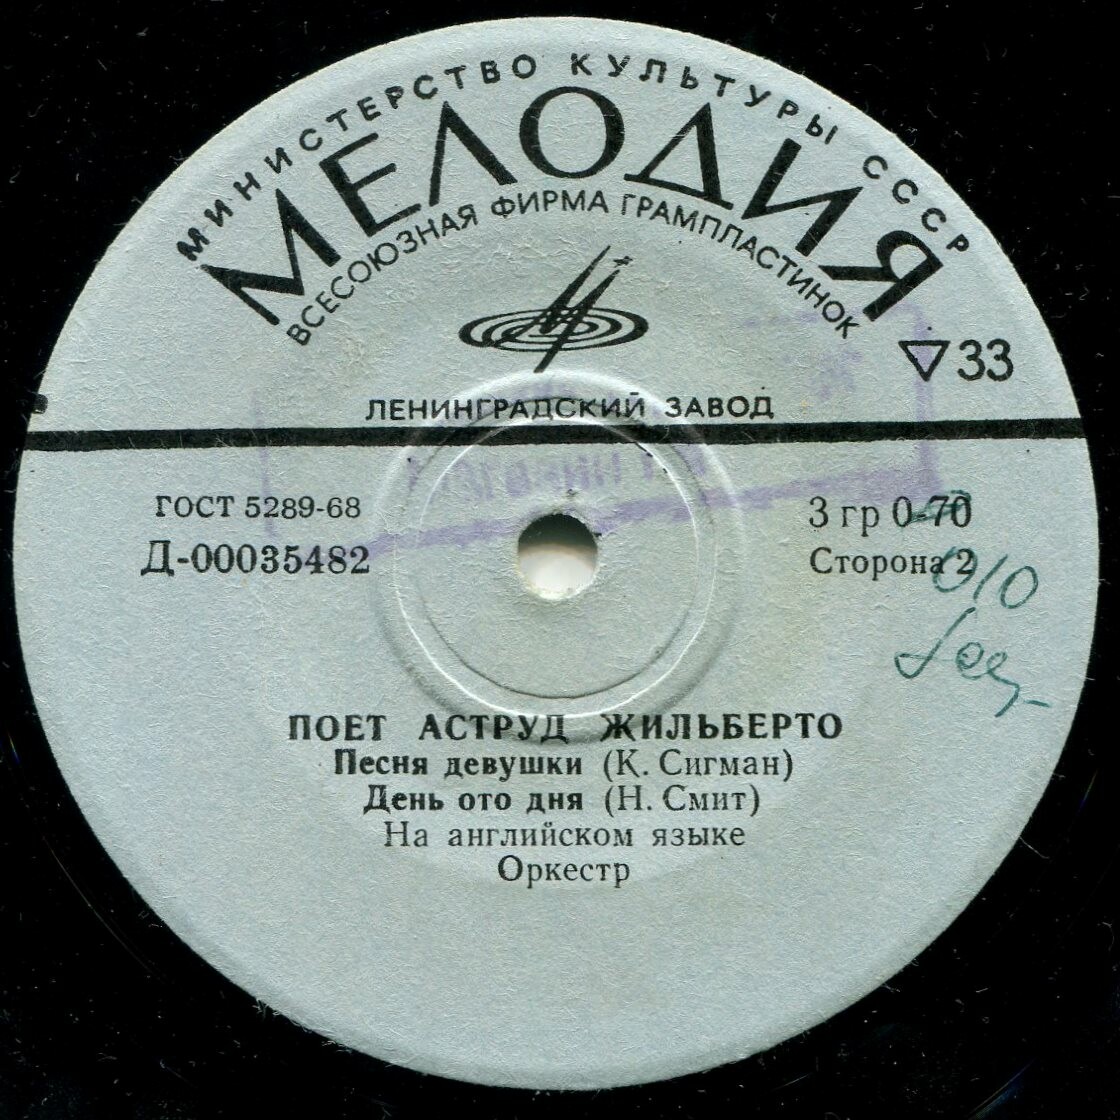 МИНИСТЕРСТВО КУЛЬТУРЫ СССР
МЕЛОДИЯ
ВСЕСОЮЗНАЯ ФИРМА ГРАМПЛАСТИНОК
33
ЛЕНИНГРАДСКИЙ ЗАВОД
ГОСТ 5289-68
Д-00035482
3 гр 0-70
Сторона 2
010
ПОЕТ АСТРУД ЖИЛЬБЕРТО
Песня девушки (К. Сигман)
День ото дня (Н. Смит)
На английском языке
Оркестр